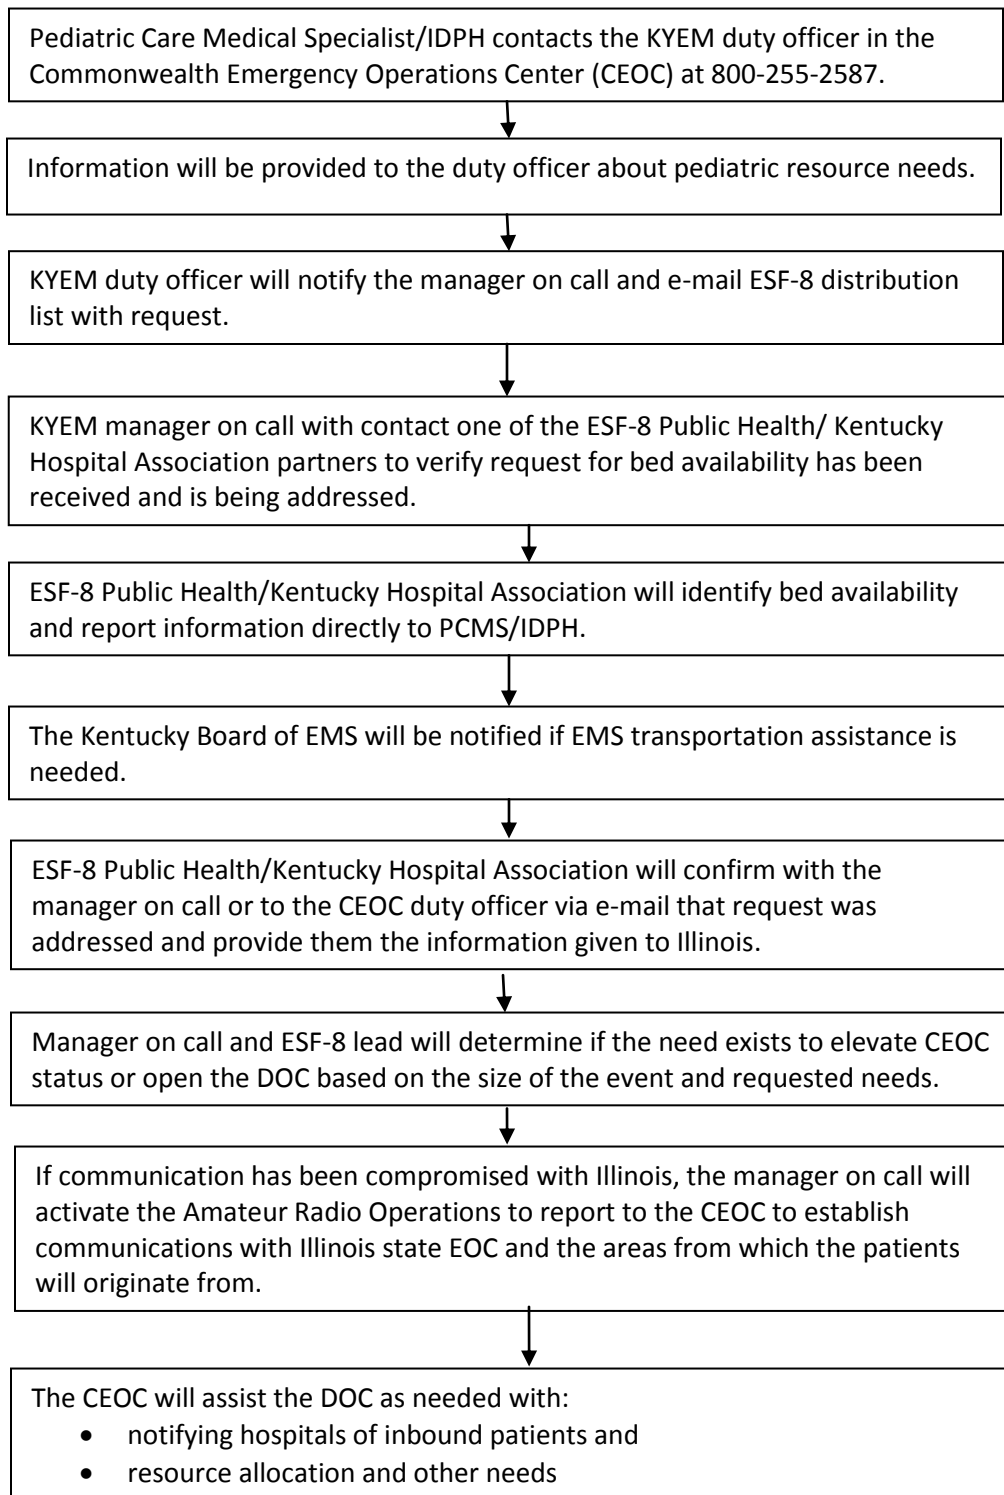 Pediatric Care Medical Specialist/IDPH contacts the KYEM duty officer in the
Commonwealth Emergency Operations Center (CEOC) at 800-255-2587.
Information will be provided to the duty officer about pediatric resource needs.
KYEM duty officer will notify the manager on call and e-mail ESF-8 distribution
list with request.
KYEM manager on call with contact one of the ESF-8 Public Health/ Kentucky
Hospital Association partners to verify request for bed availability has been
received and is being addressed.
ESF-8 Public Health/Kentucky Hospital Association will identify bed availability
and report information directly to PCMS/IDPH.
The Kentucky Board of EMS will be notified if EMS transportation assistance is
needed.
ESF-8 Public Health/Kentucky Hospital Association will confirm with the
manager on call or to the CEOC duty officer via e-mail that request was
addressed and provide them the information given to Illinois.
Manager on call and ESF-8 lead will determine if the need exists to elevate CEOC
status or open the DOC based on the size of the event and requested needs.
If communication has been compromised with Illinois, the manager on call will
activate the Amateur Radio Operations to report to the CEOC to establish
communications with Illinois state EOC and the areas from which the patients
will originate from.
The CEOC will assist the DOC as needed with:
• notifying hospitals of inbound patients and
• resource allocation and other needs